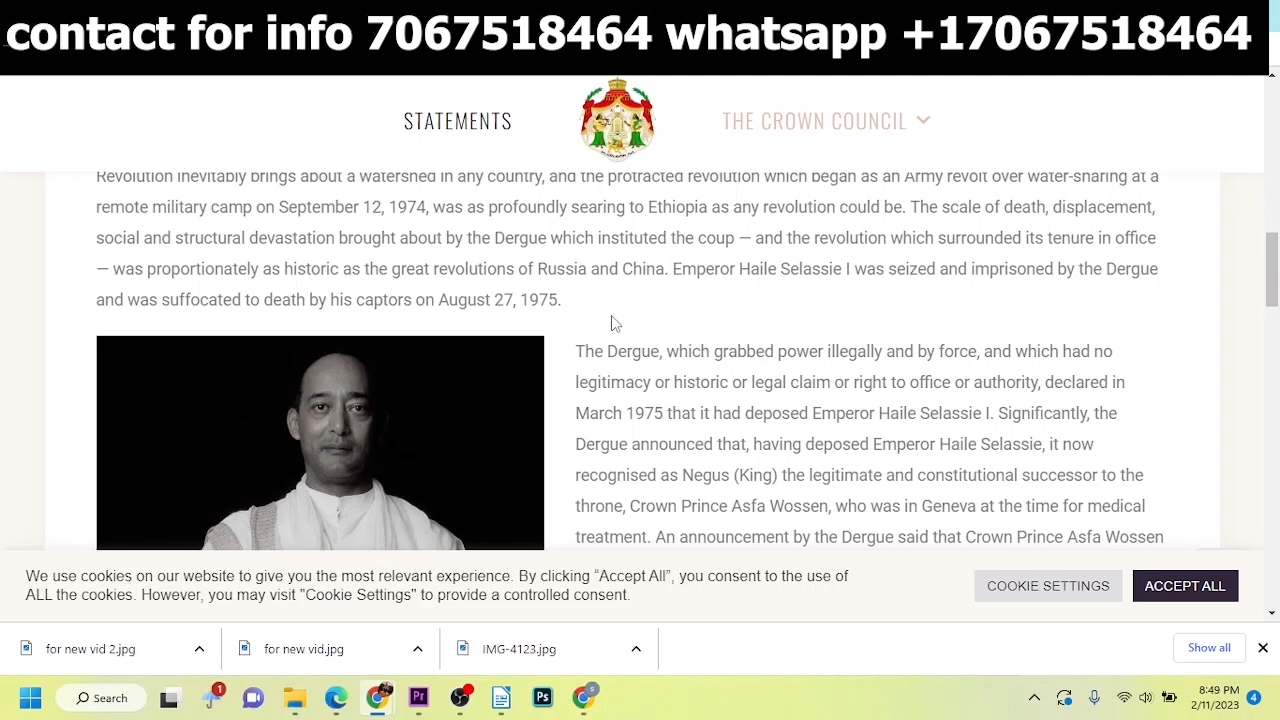 contact for info 7067518464 whatsapp +17067518464
STATEMENTS
THE CROWN COUNCIL
Revolution inevitably brings about a watershed in any country, and the protracted revolution which began as an Army revolt over water-sharing at a
remote military camp on September 12, 1974, was as profoundly searing to Ethiopia as any revolution could be. The scale of death, displacement,
social and structural devastation brought about by the Dergue which instituted the coup — and the revolution which surrounded its tenure in office
— was proportionately as historic as the great revolutions of Russia and China. Emperor Haile Selassie I was seized and imprisoned by the Dergue
and was suffocated to death by his captors on August 27, 1975.
The Dergue, which grabbed power illegally and by force, and which had no
legitimacy or historic or legal claim or right to office or authority, declared in
March 1975 that it had deposed Emperor Haile Selassie I. Significantly, the
Dergue announced that, having deposed Emperor Haile Selassie, it now
recognised as Negus (King) the legitimate and constitutional successor to the
throne, Crown Prince Asfa Wossen, who was in Geneva at the time for medical
treatment. An announcement by the Dergue said that Crown Prince Asfa Wossen
We use cookies on our website to give you the most relevant experience. By clicking “Accept All”, you consent to the use of
ALL the cookies. However, you may visit "Cookie Settings" to provide a controlled consent.
COOKIE SETTINGS
ACCEPT ALL
for new vid 2.jpg
for new vid.jpg
IMG-4123.jpg
Show all
Search
1
Pr
Ps
S
8:49 PM
2/11/2023
4